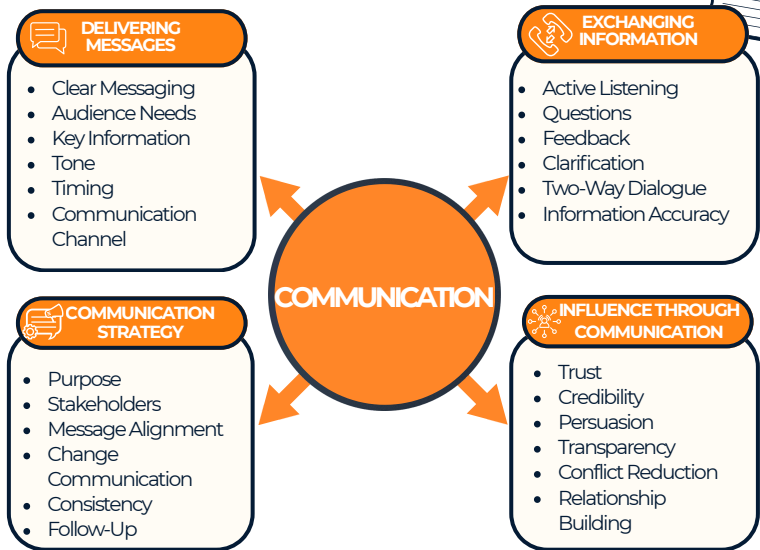 DELIVERING
MESSAGES
• Clear Messaging
• Audience Needs
• Key Information
• Tone
• Timing
• Communication
Channel
EXCHANGING
INFORMATION
• Active Listening
• Questions
• Feedback
• Clarification
• Two-Way Dialogue
• Information Accuracy
COMMUNICATION
COMMUNICATION
STRATEGY
• Purpose
• Stakeholders
• Message Alignment
• Change
Communication
• Consistency
• Follow-Up
INFLUENCE THROUGH
COMMUNICATION
• Trust
• Credibility
• Persuasion
• Transparency
• Conflict Reduction
• Relationship
Building